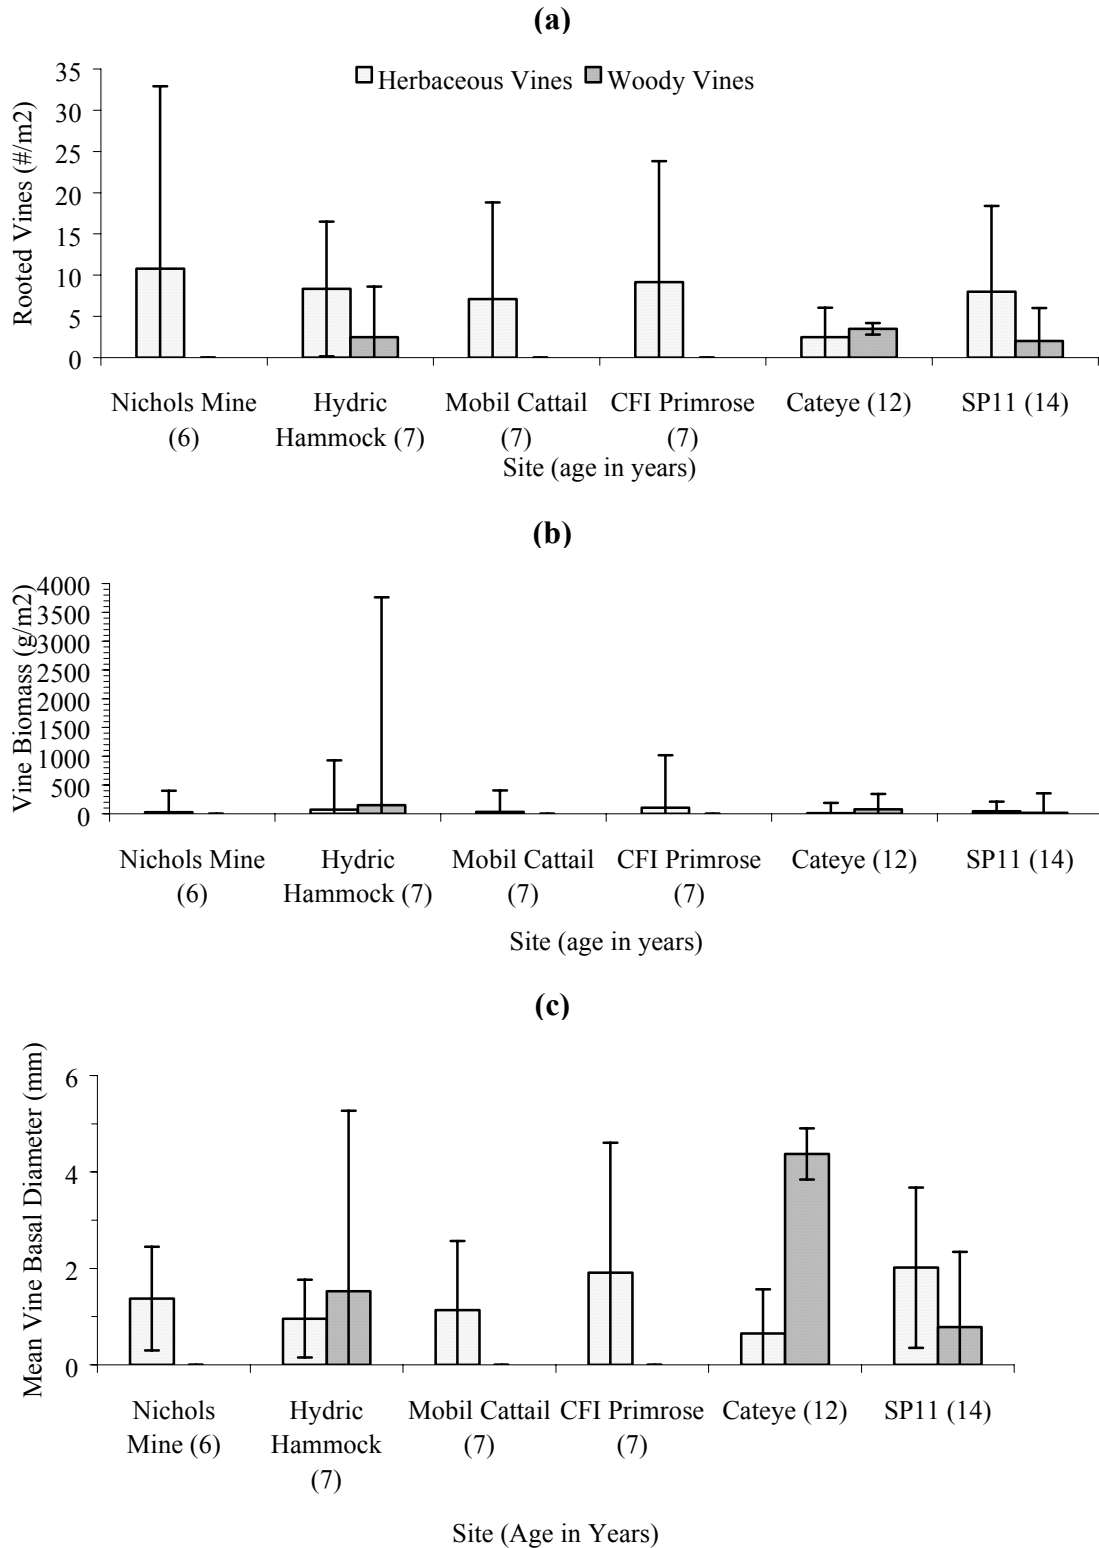 (a)
Herbaceous Vines Woody Vines
Rooted Vines (#/m2)
35
30
25
20
15
10
5
0
Nichols Mine Hydric Mobil Cattail CFI Primrose Cateye (12) SP11 (14)
(6) Hammock (7) (7) (7)
Site (age in years)
(b)
Vine Biomass (g/m2)
4000
3500
3000
2500
2000
1500
1000
500
0
Nichols Mine Hydric Mobil Cattail CFI Primrose Cateye (12) SP11 (14)
(6) Hammock (7) (7) (7)
Site (age in years)
(c)
Mean Vine Basal Diameter (mm)
6
4
2
0
Nichols Hydric Mobil Cattail CFI Primrose Cateye (12) SP11 (14)
Mine (6) Hammock (7) (7)
(7)
Site (Age in Years)